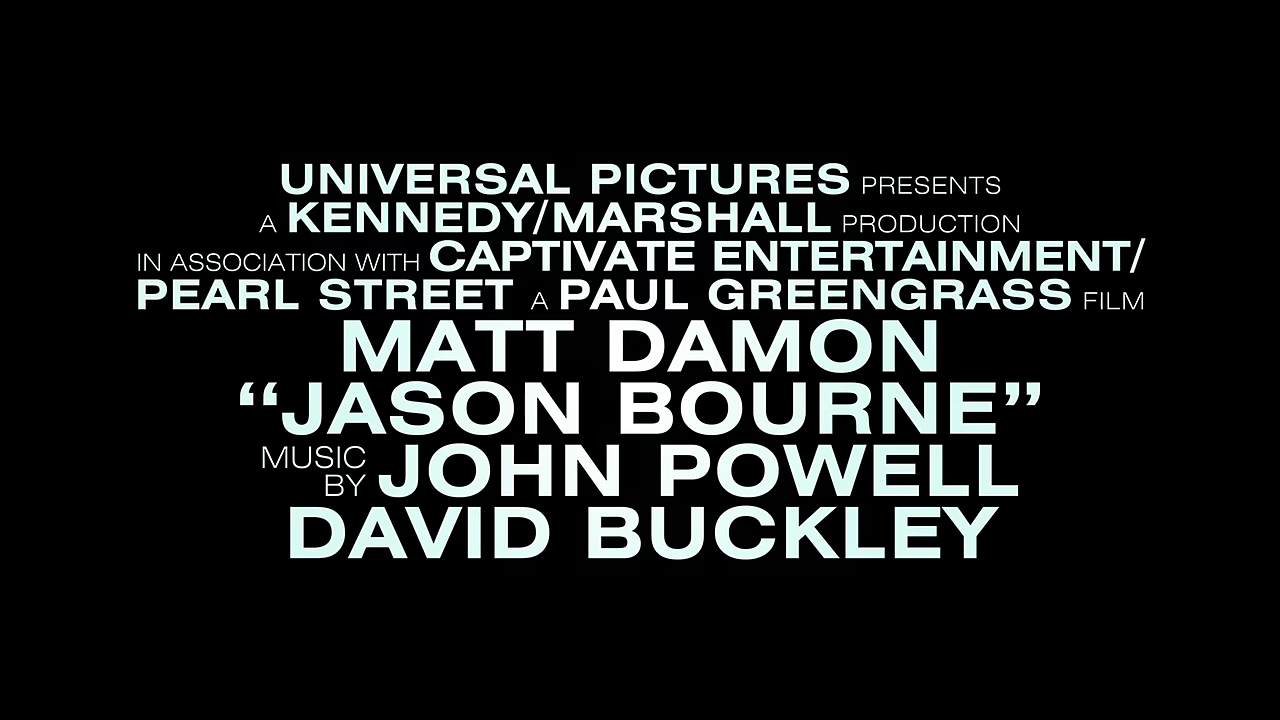 UNIVERSAL PICTURES PRESENTS
A KENNEDY/MARSHALL PRODUCTION
IN ASSOCIATION WITH CAPTIVATE ENTERTAINMENT/
PEARL STREET A PAUL GREENGRASS FILM
MATT DAMON
“JASON BOURNE”
MUSIC BY JOHN POWELL
DAVID BUCKLEY